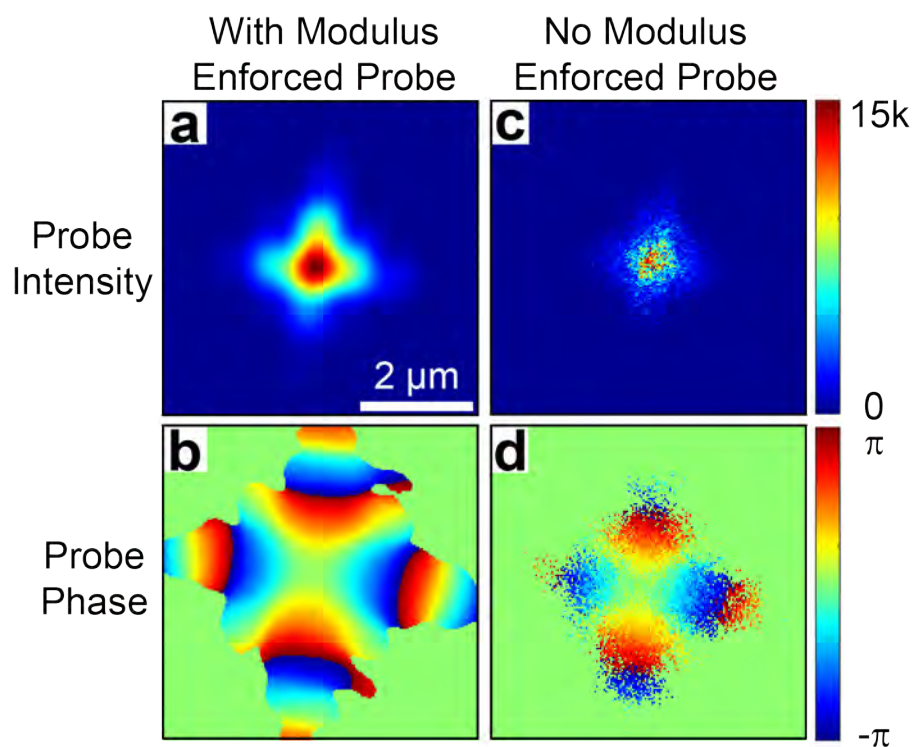 With Modulus
Enforced Probe
No Modulus
Enforced Probe
a
c
15k
Probe
Intensity
2 μm
0
b
d
π
Probe
Phase
-π